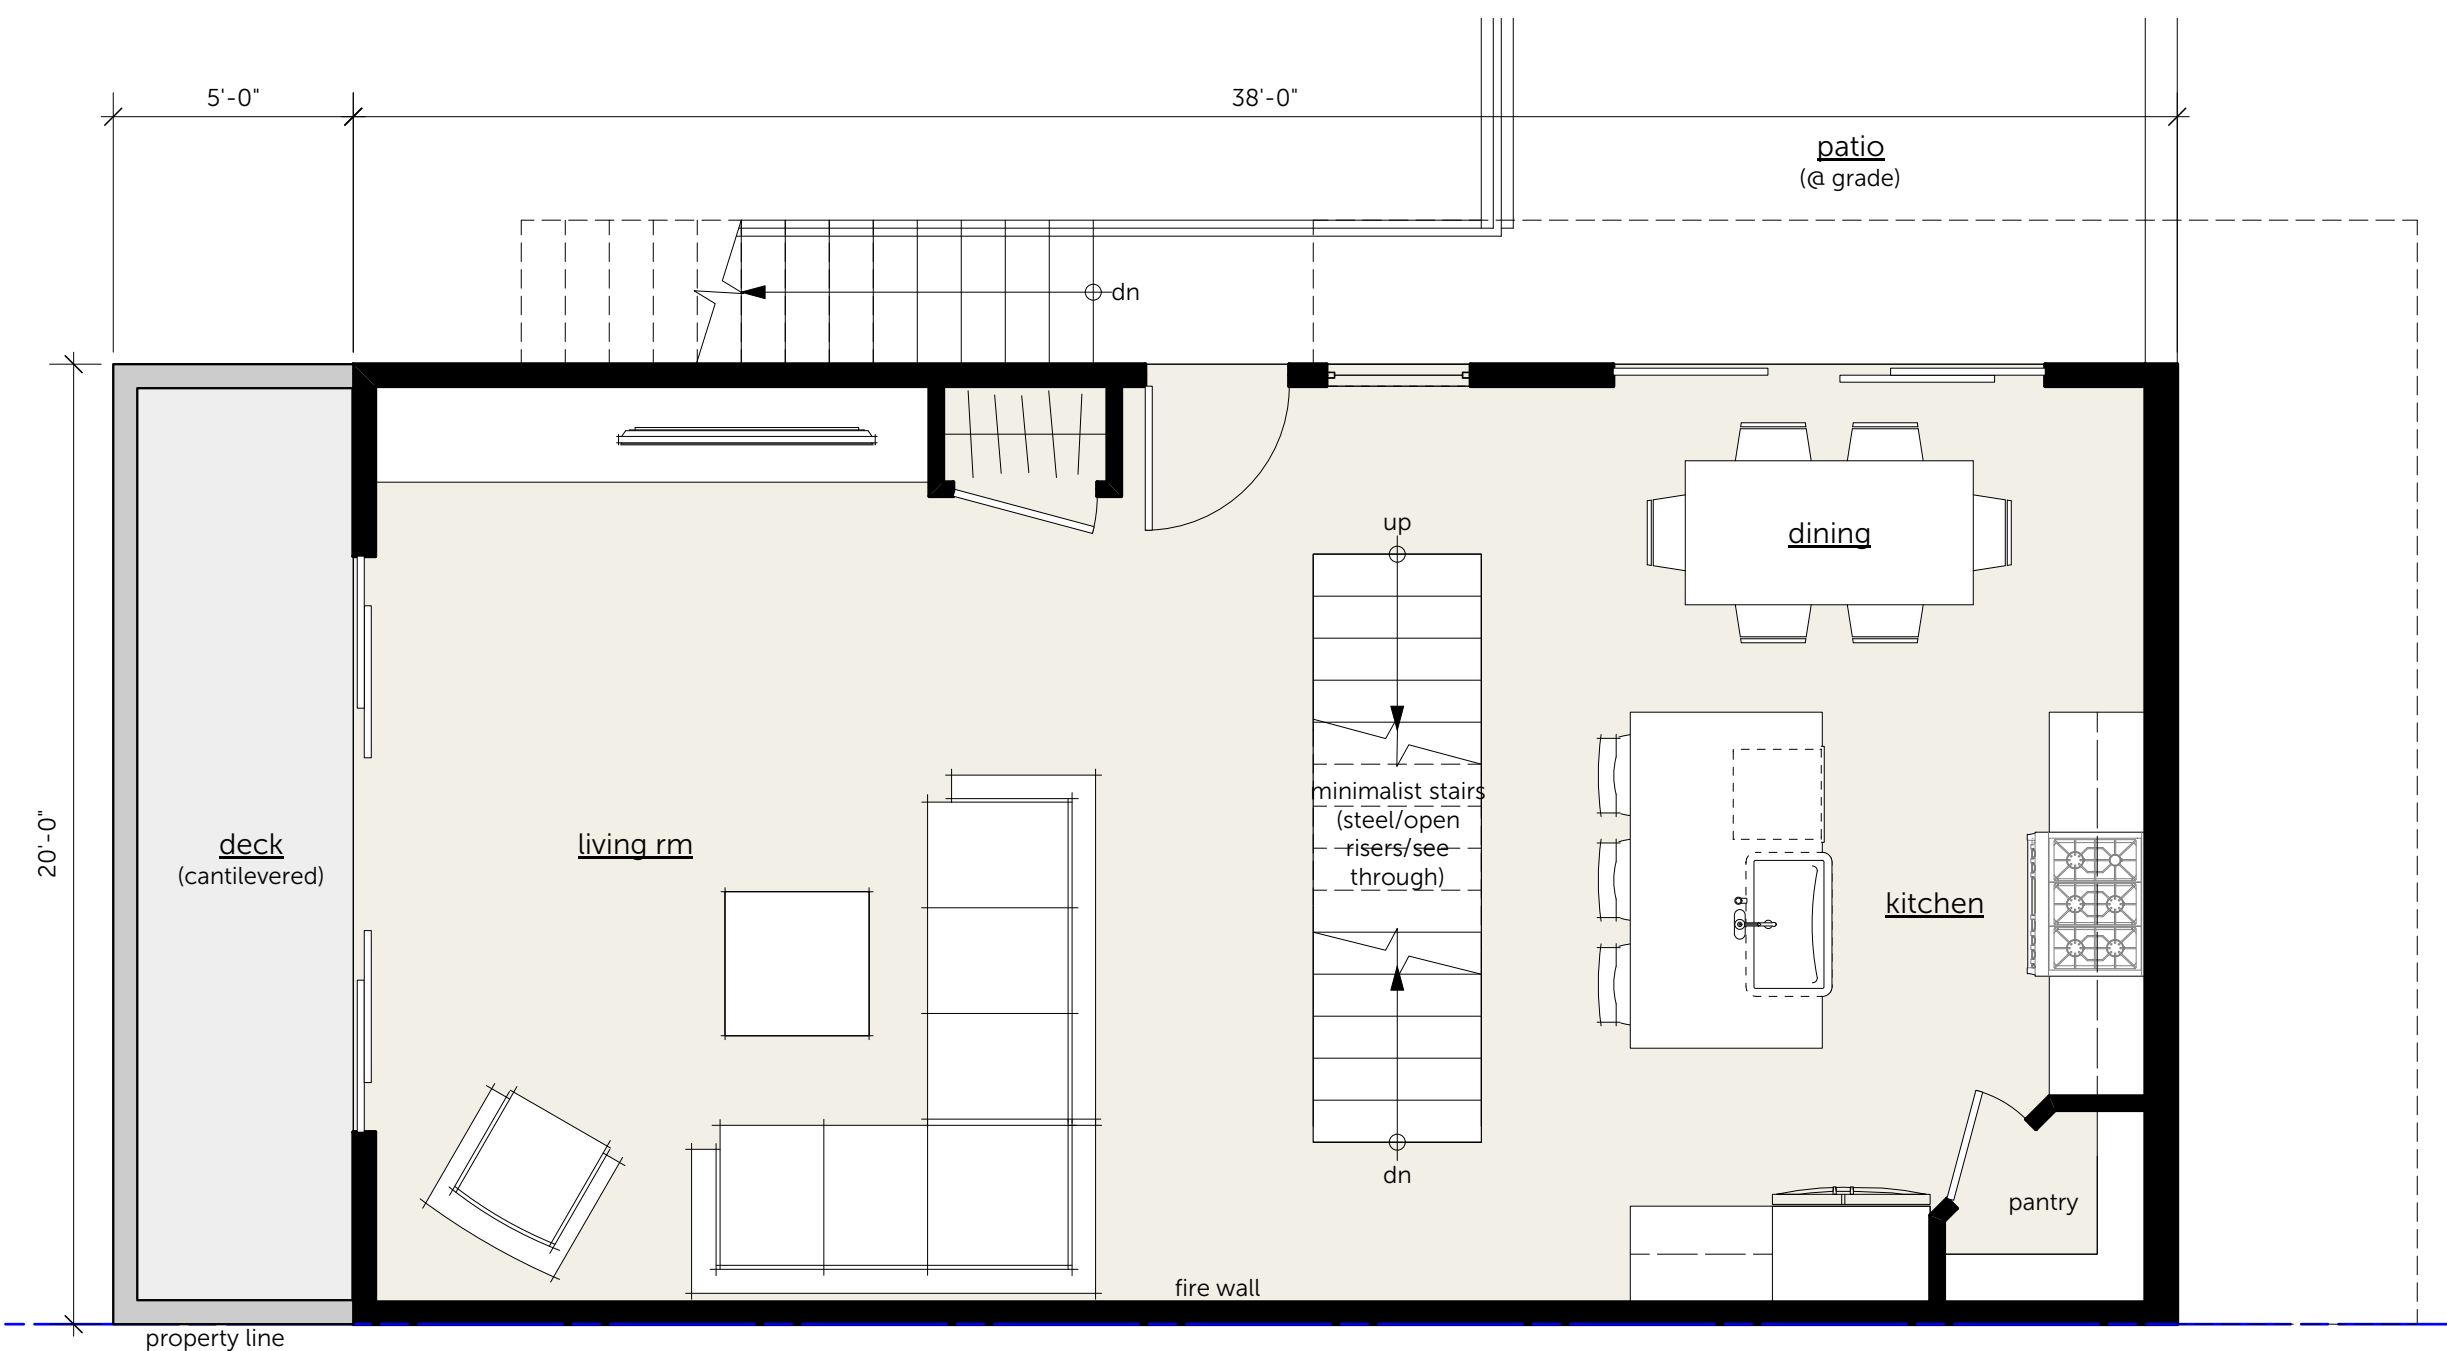 5'-0"
38'-0"
patio
(@ grade)
dn
up
dining
20'-0"
deck
(cantilevered)
living rm
minimalist stairs
(steel/open
risers/see
through)
kitchen
dn
pantry
fire wall
property line